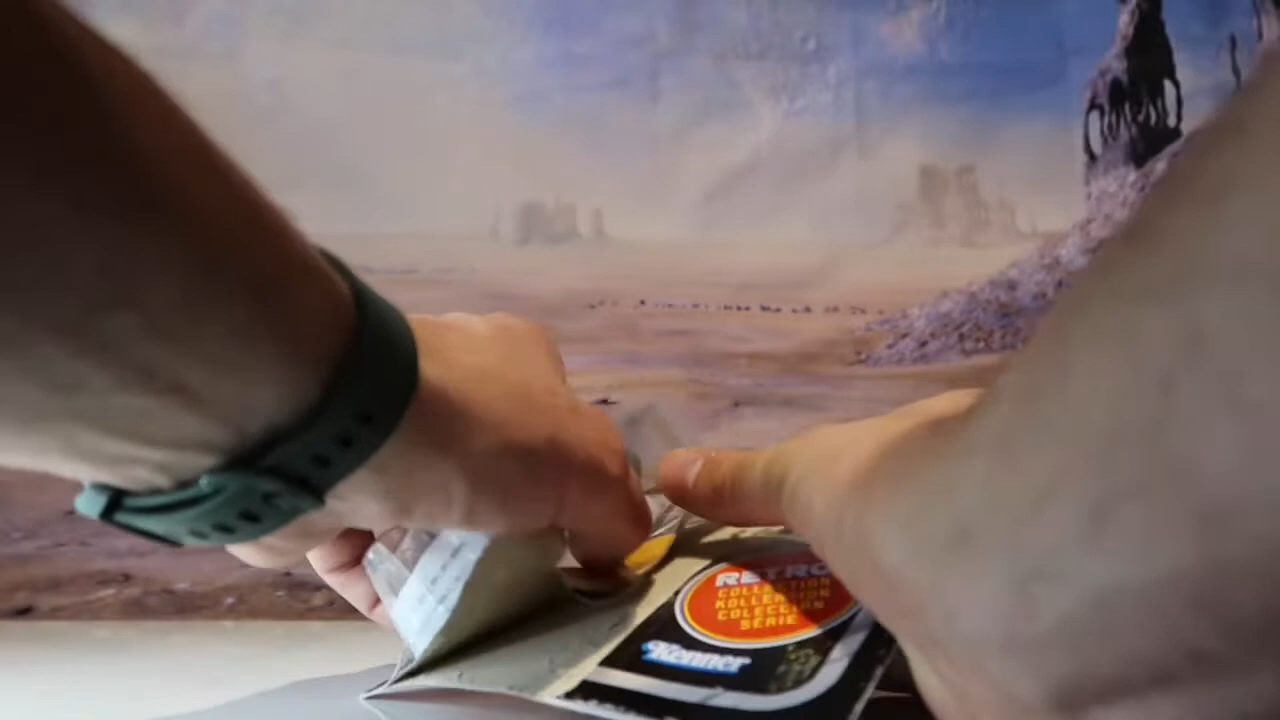 RETRO
COLLECTION
KOLLEKTION
COLECCIÓN
SÉRIE
Kenner